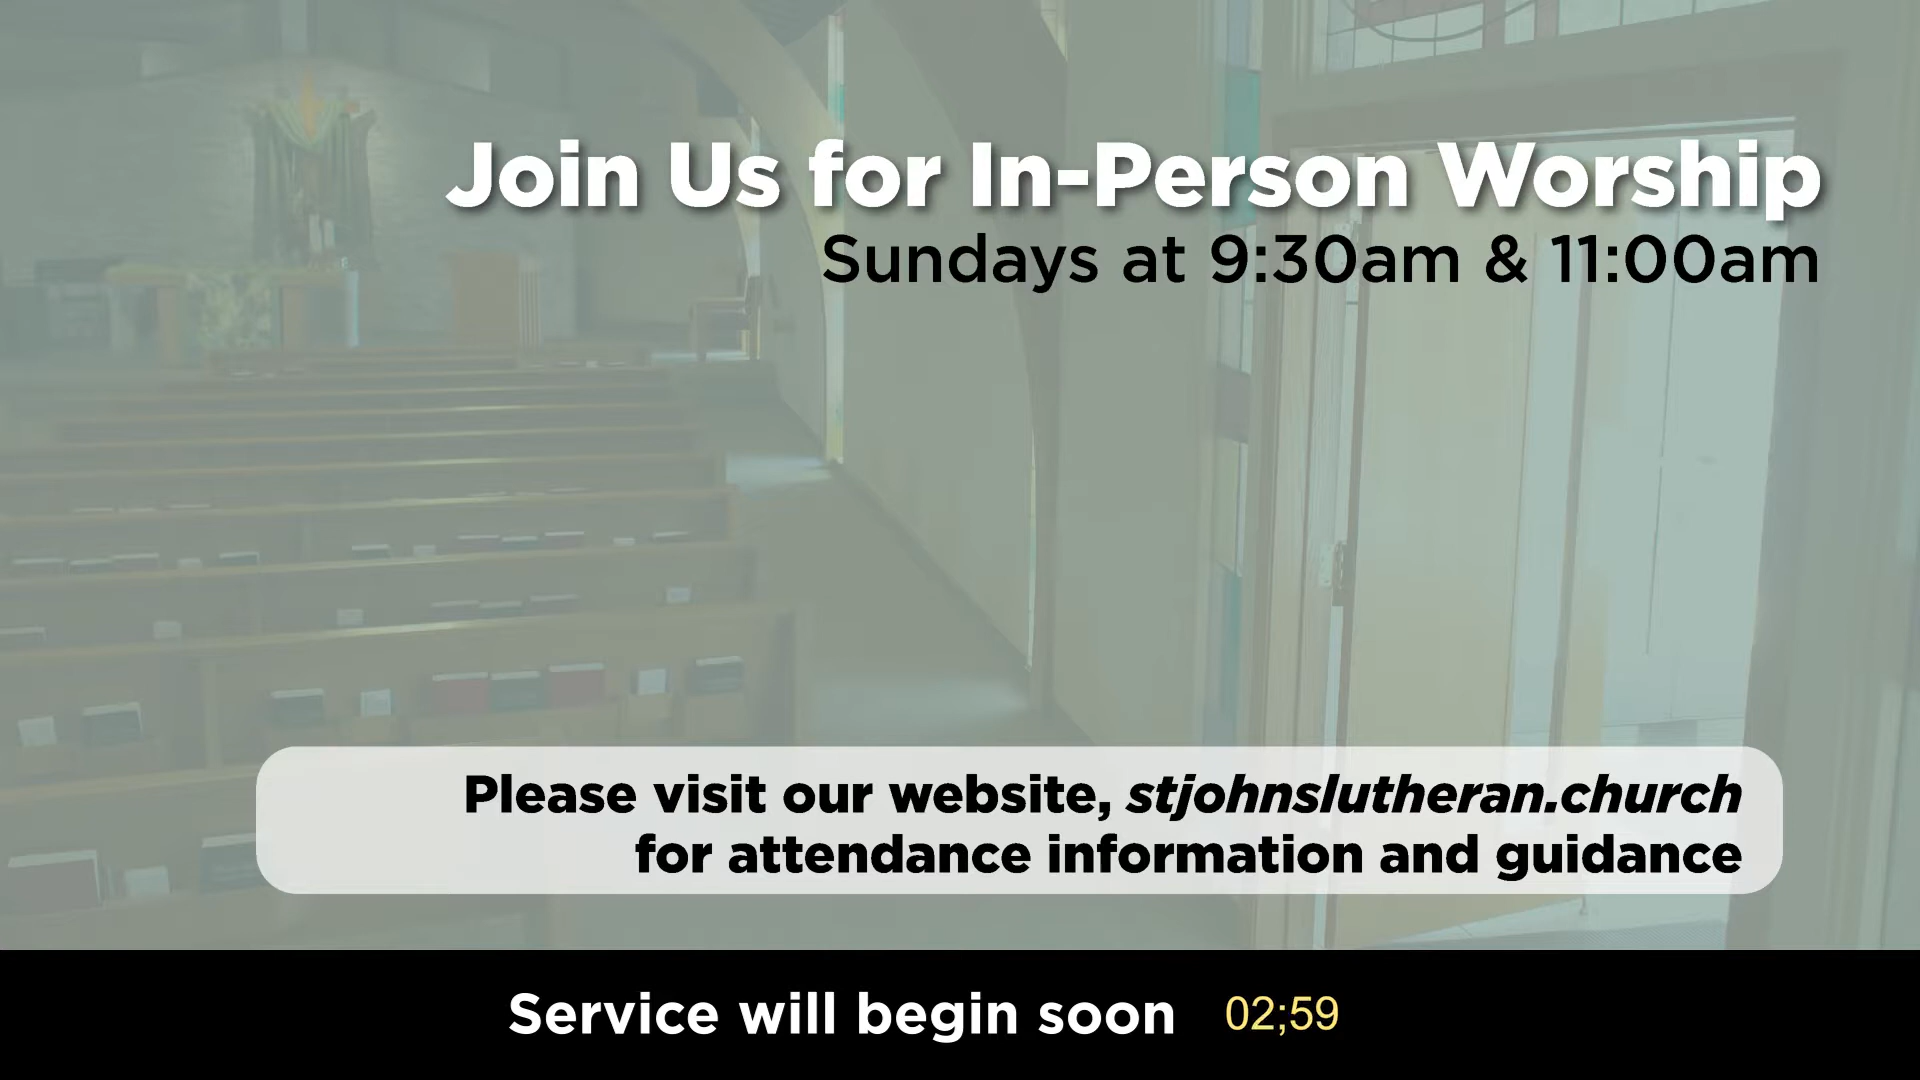 Join Us for In-Person Worship
Sundays at 9:30am & 11:00am
Please visit our website, stjohnslutheran.church
for attendance information and guidance
Service will begin soon 02;59